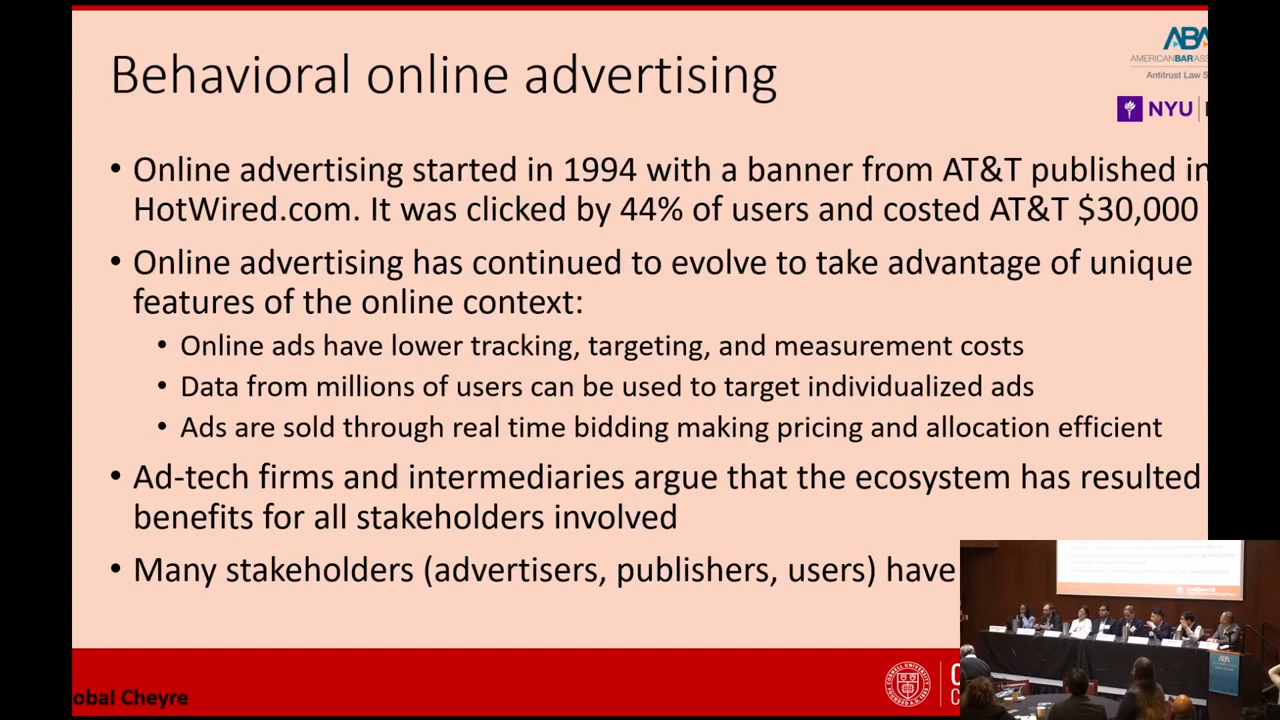 Behavioral online advertising
ABA
AMERICANBARASS
Antitrust Law S
NYU
• Online advertising started in 1994 with a banner from AT&T published in
HotWired.com. It was clicked by 44% of users and costed AT&T $30,000
• Online advertising has continued to evolve to take advantage of unique
features of the online context:
• Online ads have lower tracking, targeting, and measurement costs
• Data from millions of users can be used to target individualized ads
• Ads are sold through real time bidding making pricing and allocation efficient
• Ad-tech firms and intermediaries argue that the ecosystem has resulted
benefits for all stakeholders involved
• Many stakeholders (advertisers, publishers, users) have
obal Cheyre
ABA